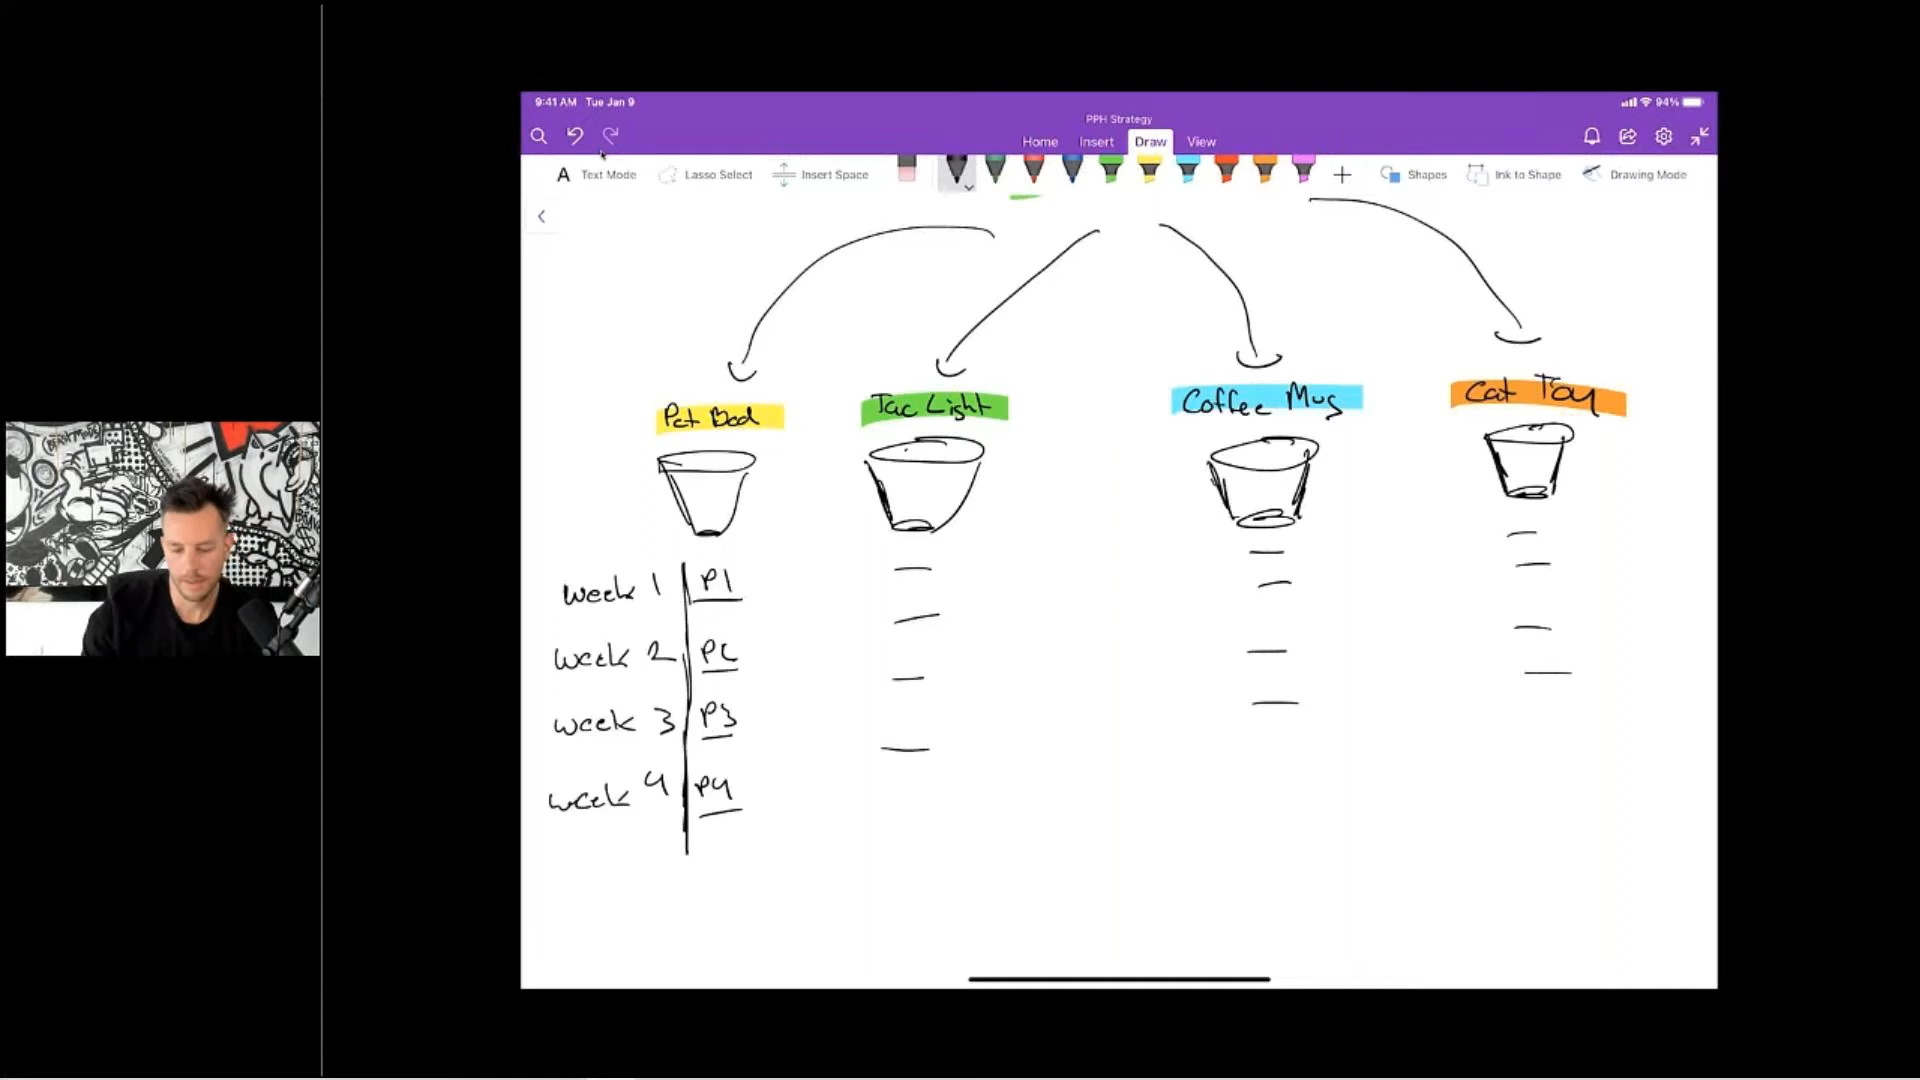 9:41 AM Tue Jan 9
94%
PPH Strategy
Home Insert Draw View
A Text Mode Lasso Select Insert Space Shapes Ink to Shape Drawing Mode
Pet Bed
Tac Light
Coffee Mug
Cat Toy
week 1 P1
week 2 P2
week 3 P3
week 4 P4